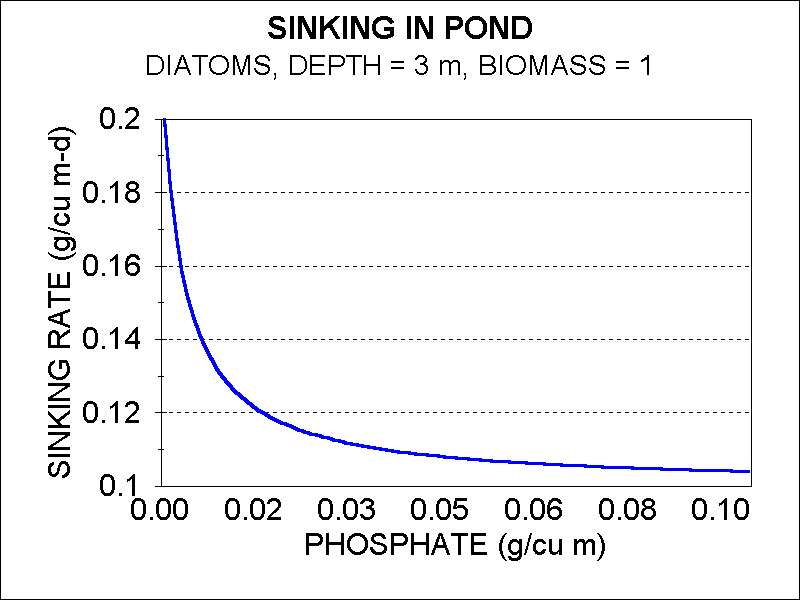 SINKING IN POND
DIATOMS, DEPTH = 3 m, BIOMASS = 1
SINKING RATE (g/cu m-d)
0.2
0.18
0.16
0.14
0.12
0.1
0.00 0.02 0.03 0.05 0.06 0.08 0.10
PHOSPHATE (g/cu m)